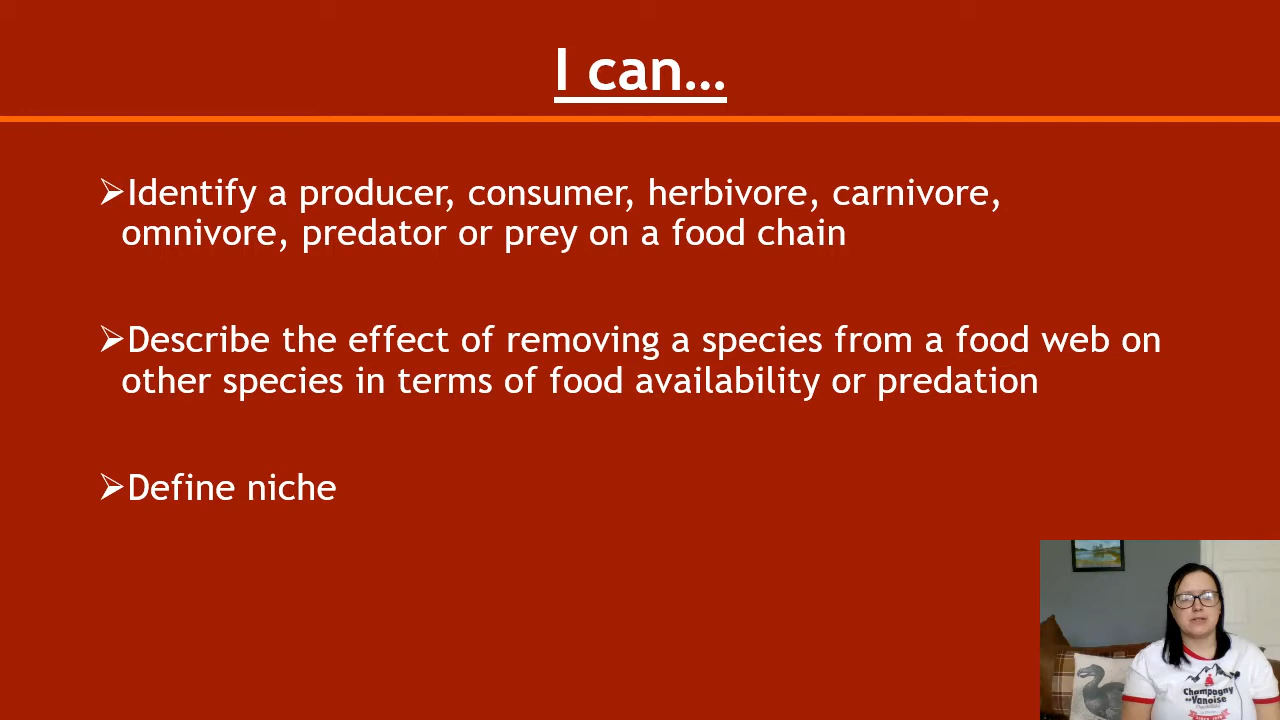 I can...
➢Identify a producer, consumer, herbivore, carnivore,
omnivore, predator or prey on a food chain
➢Describe the effect of removing a species from a food web on
other species in terms of food availability or predation
➢Define niche
Champagny
en Vanoise